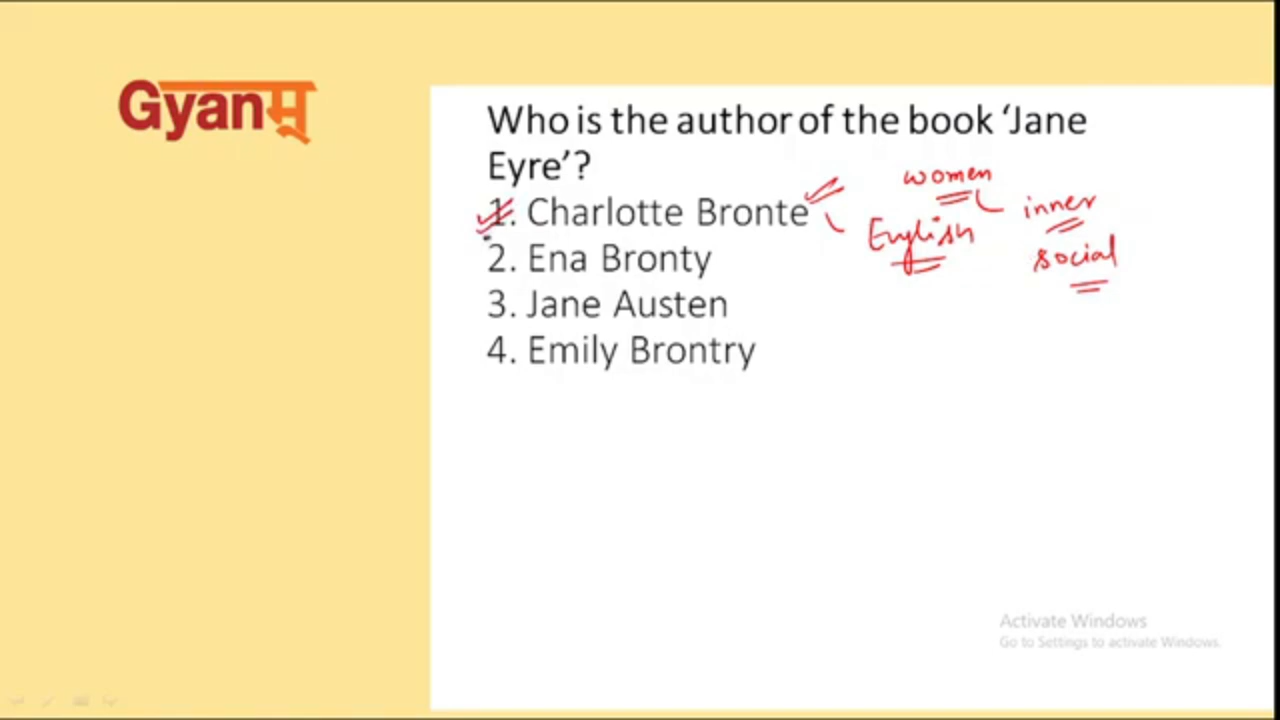 Gyanम्
Who is the author of the book ‘Jane
Eyre’?
1. Charlotte Bronte
2. Ena Bronty
3. Jane Austen
4. Emily Brontry
women
inner
English
social
Activate Windows
Go to Settings to activate Windows.